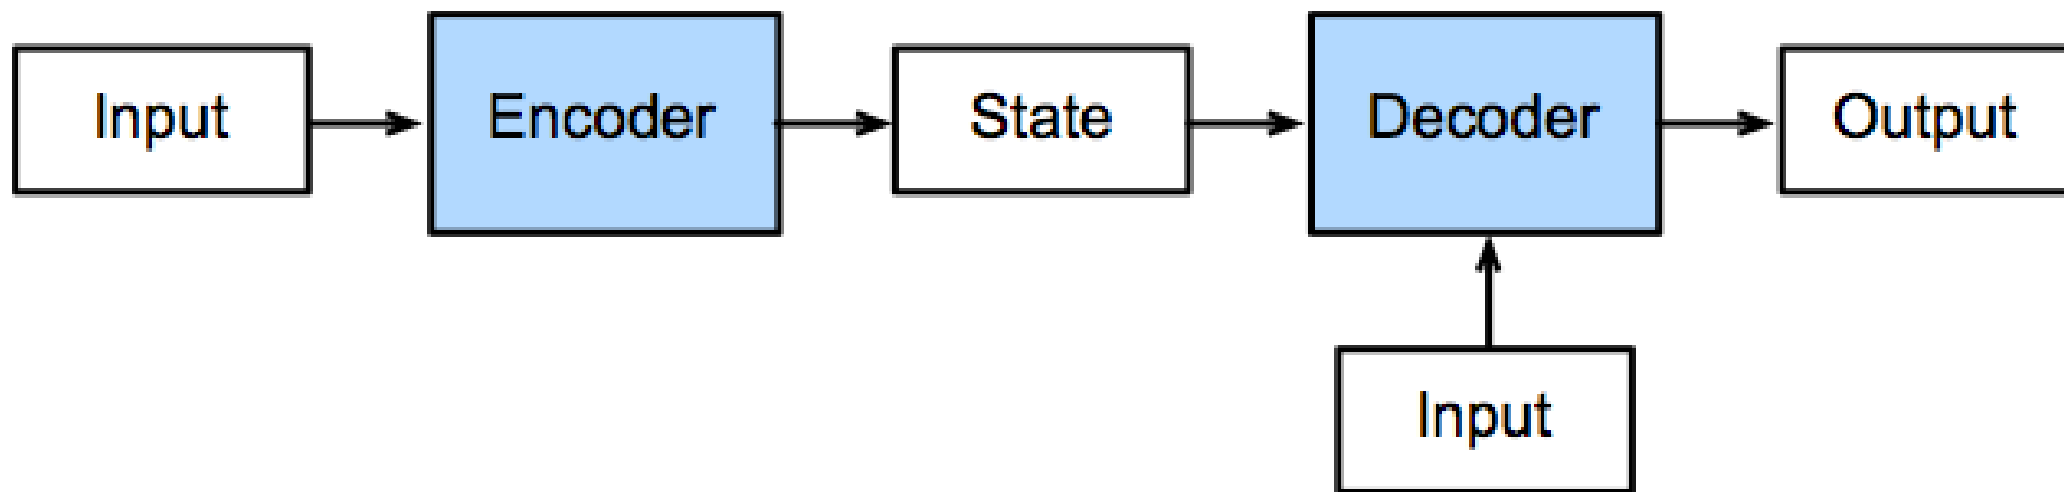 Input
Encoder
State
Decoder
Output
Input